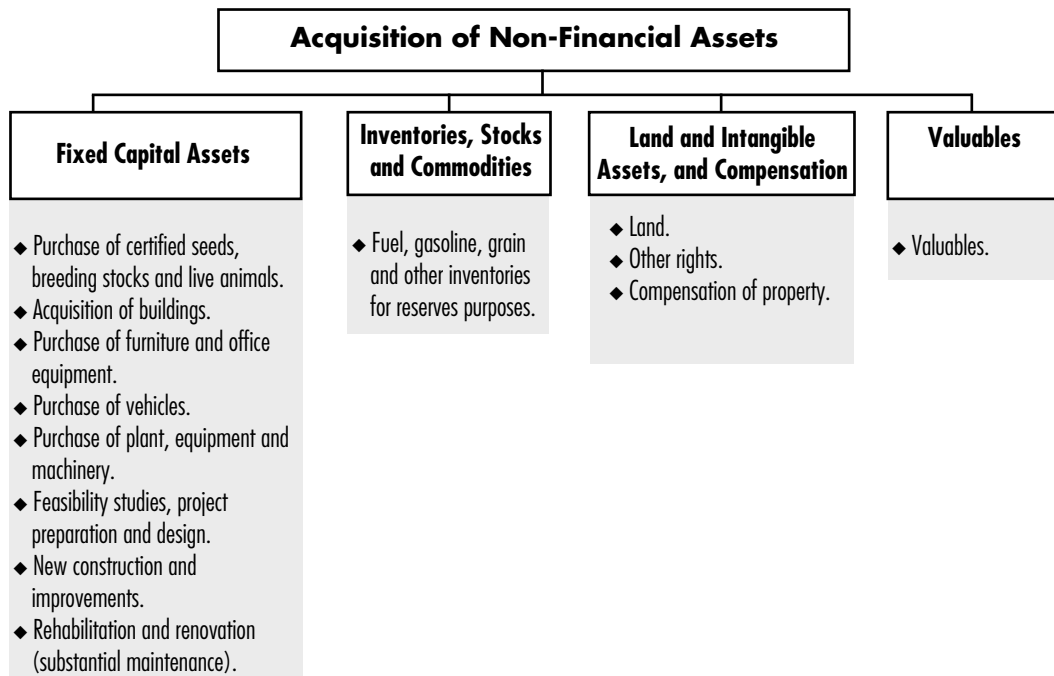 Acquisition of Non-Financial Assets
Fixed Capital Assets
◆ Purchase of certified seeds,
breeding stocks and live animals.
◆ Acquisition of buildings.
◆ Purchase of furniture and office
equipment.
◆ Purchase of vehicles.
◆ Purchase of plant, equipment and
machinery.
◆ Feasibility studies, project
preparation and design.
◆ New construction and
improvements.
◆ Rehabilitation and renovation
(substantial maintenance).
Inventories, Stocks
and Commodities
◆ Fuel, gasoline, grain
and other inventories
for reserves purposes.
Land and Intangible
Assets, and Compensation
◆ Land.
◆ Other rights.
◆ Compensation of property.
Valuables
◆ Valuables.